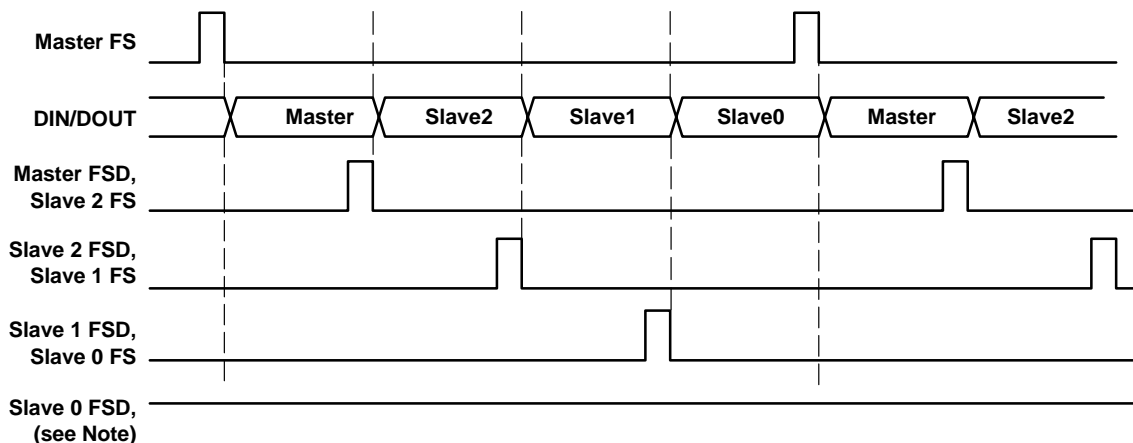 Master FS
DIN/DOUT
Master
Slave2
Slave1
Slave0
Master
Slave2
Master FSD,
Slave 2 FS
Slave 2 FSD,
Slave 1 FS
Slave 1 FSD,
Slave 0 FS
Slave 0 FSD,
(see Note)